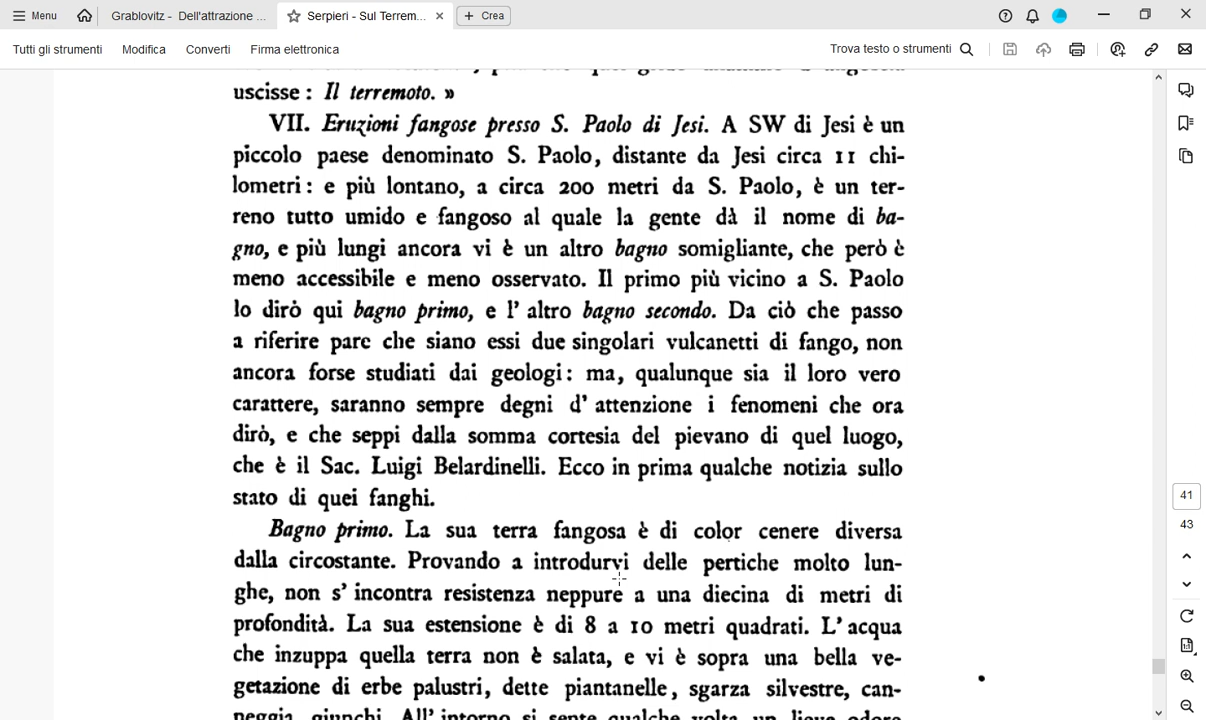 Menu
Grablovitz - Dell'attrazione ...
Serpieri - Sul Terrem...
Crea
Tutti gli strumenti
Modifica
Converti
Firma elettronica
Trova testo o strumenti
uscisse : Il terremoto. »
VII. Eruzioni fangose presso S. Paolo di Jesi. A SW di Jesi è un
piccolo paese denominato S. Paolo, distante da Jesi circa 11 chi-
lometri : e più lontano, a circa 200 metri da S. Paolo, è un ter-
reno tutto umido e fangoso al quale la gente dà il nome di ba-
gno, e più lungi ancora vi è un altro bagno somigliante, che però è
meno accessibile e meno osservato. Il primo più vicino a S. Paolo
lo dirò qui bagno primo, e l' altro bagno secondo. Da ciò che passo
a riferire pare che siano essi due singolari vulcanetti di fango, non
ancora forse studiati dai geologi : ma, qualunque sia il loro vero
carattere, saranno sempre degni d' attenzione i fenomeni che ora
dirò, e che seppi dalla somma cortesia del pievano di quel luogo,
che è il Sac. Luigi Belardinelli. Ecco in prima qualche notizia sullo
stato di quei fanghi.
Bagno primo. La sua terra fangosa è di color cenere diversa
dalla circostante. Provando a introdurvi delle pertiche molto lun-
ghe, non s' incontra resistenza neppure a una diecina di metri di
profondità. La sua estensione è di 8 a 10 metri quadrati. L' acqua
che inzuppa quella terra non è salata, e vi è sopra una bella ve-
getazione di erbe palustri, dette piantanelle, sgarza silvestre, can-
neggia giunchi. All' intorno si sente qualche volta un lieve odore
41
43